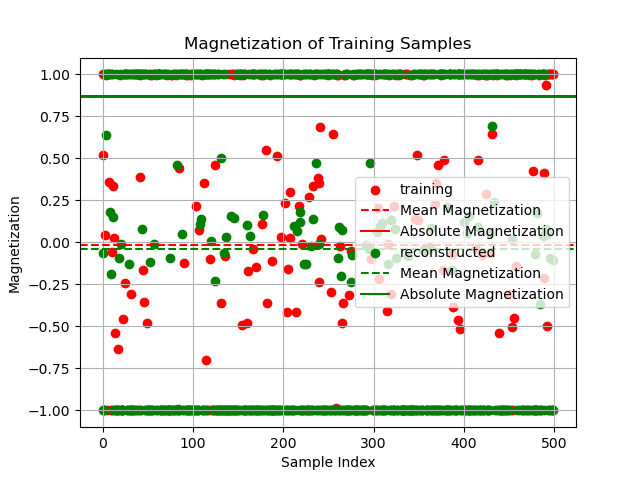 Magnetization of Training Samples
1.00
0.75
0.50
0.25
0.00
−0.25
−0.50
−0.75
−1.00
Magnetization
training
Mean Magnetization
Absolute Magnetization
reconstructed
Mean Magnetization
Absolute Magnetization
0 100 200 300 400 500
Sample Index